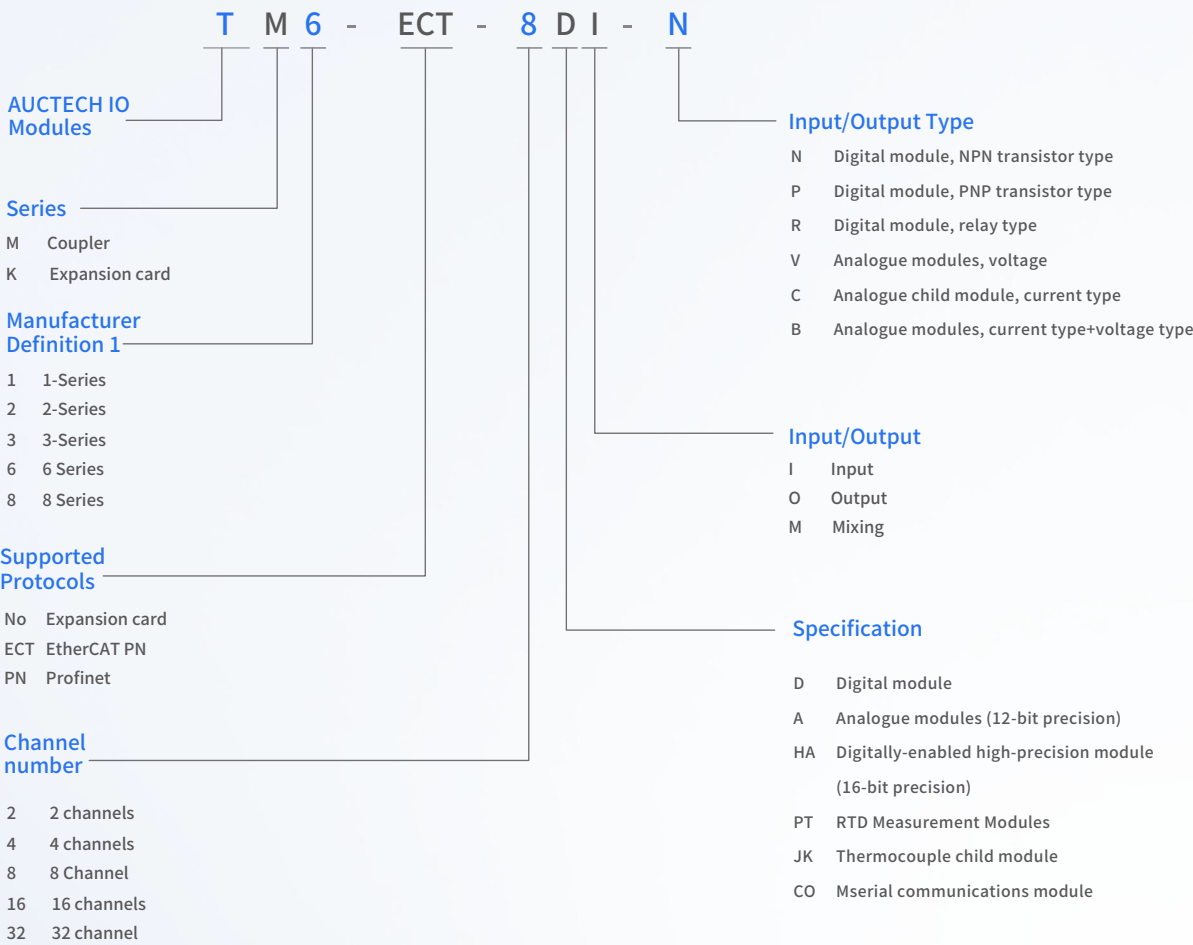 T M 6 - ECT - 8 D I - N
AUCTECH IO
Modules
Series
M Coupler
K Expansion card
Manufacturer
Definition 1
1 1-Series
2 2-Series
3 3-Series
6 6 Series
8 8 Series
Supported
Protocols
No Expansion card
ECT EtherCAT PN
PN Profinet
Channel
number
2 2 channels
4 4 channels
8 8 Channel
16 16 channels
32 32 channel
Input/Output Type
N Digital module, NPN transistor type
P Digital module, PNP transistor type
R Digital module, relay type
V Analogue modules, voltage
C Analogue child module, current type
B Analogue modules, current type+voltage type
Input/Output
I Input
O Output
M Mixing
Specification
D Digital module
A Analogue modules (12-bit precision)
HA Digitally-enabled high-precision module
(16-bit precision)
PT RTD Measurement Modules
JK Thermocouple child module
CO Mserial communications module